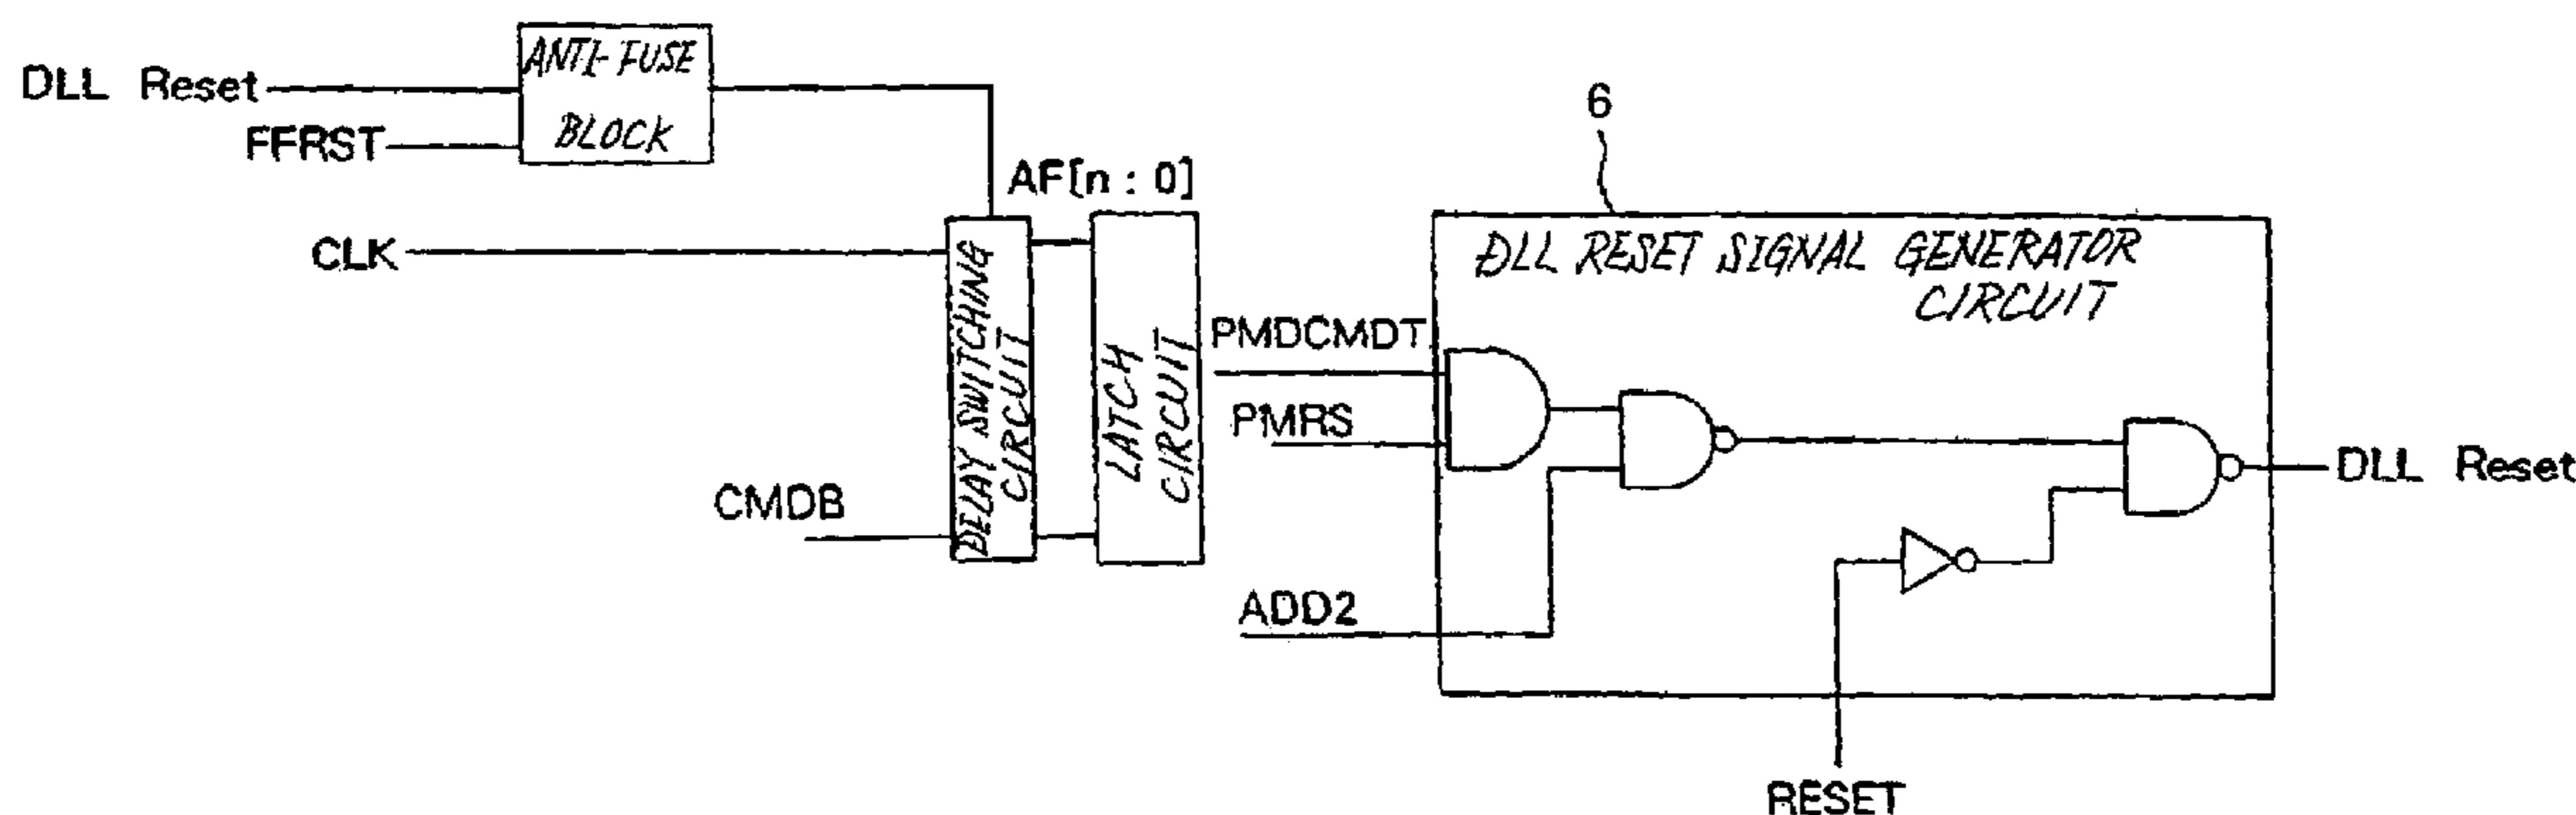 DLL Reset
FFRST
ANTI-FUSE
BLOCK
CLK
CMDB
DELAY SWITCHING
CIRCUIT
AF[n : 0]
LATCH
CIRCUIT
6
DLL RESET SIGNAL GENERATOR
CIRCUIT
PMDCMDT
PMRS
ADD2
RESET
DLL Reset